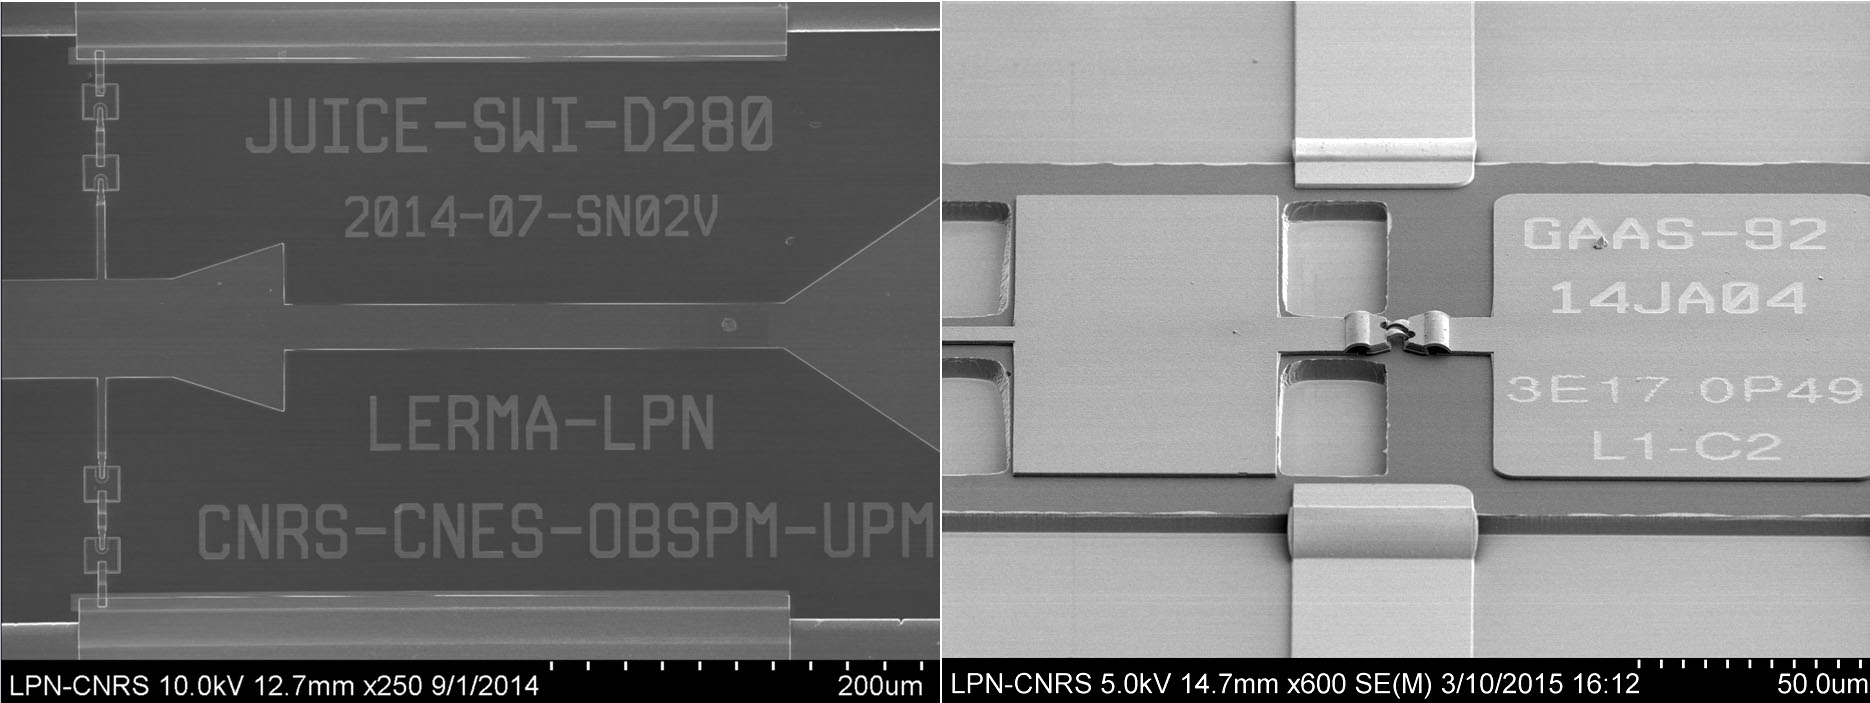 JUICE-SWI-D280
2014-07-SN02V
LERMA-LPN
CNRS-CNES-OBSPM-UPM
LPN-CNRS 10.0kV 12.7mm x250 9/1/2014
200um
GAAS-92
14JA04
3E17 0P49
L1-C2
LPN-CNRS 5.0kV 14.7mm x600 SE(M) 3/10/2015 16:12
50.0um